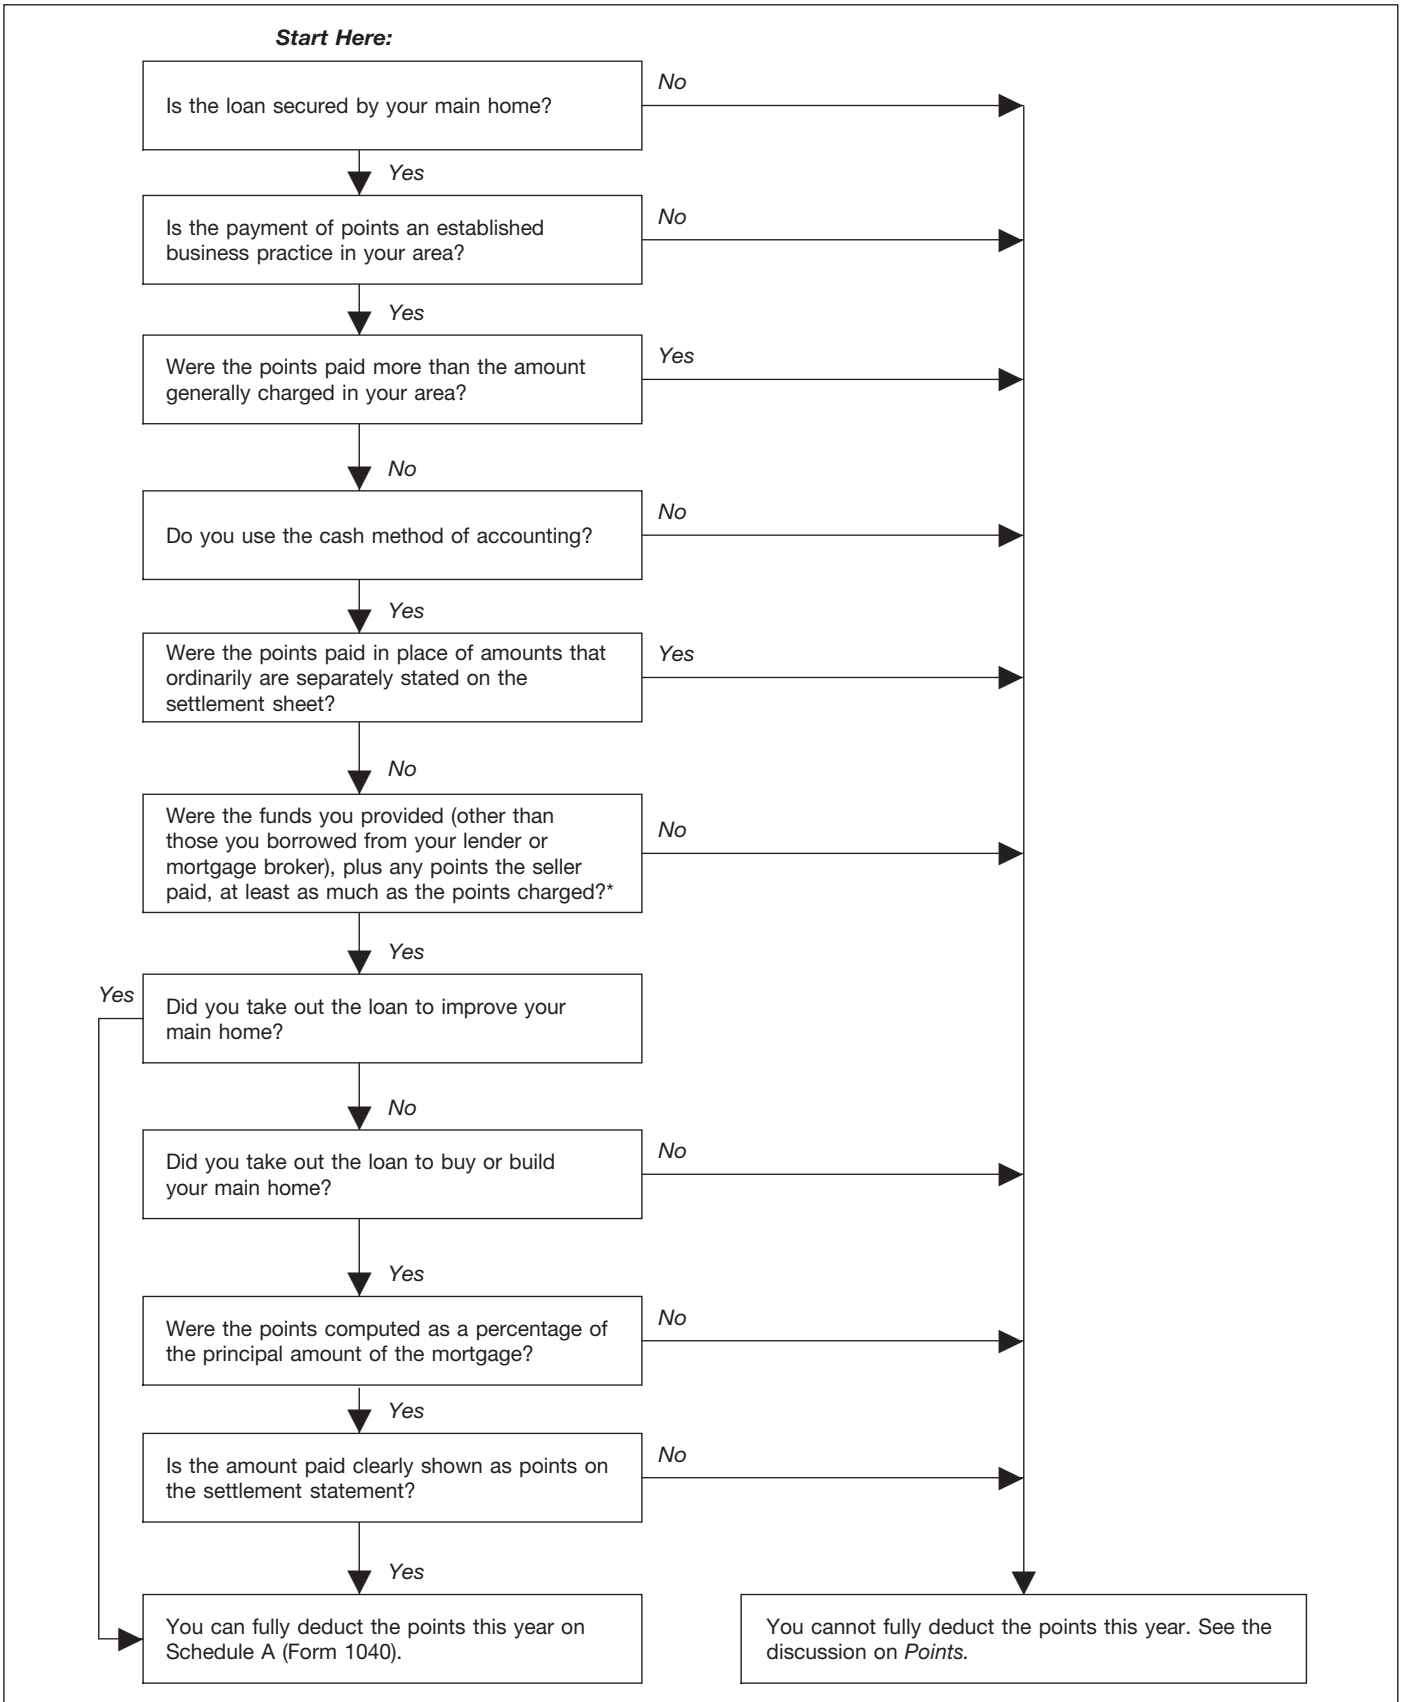 Start Here:
Is the loan secured by your main home?
No
Yes
Is the payment of points an established
business practice in your area?
No
Yes
Were the points paid more than the amount
generally charged in your area?
Yes
No
Do you use the cash method of accounting?
No
Yes
Were the points paid in place of amounts that
ordinarily are separately stated on the
settlement sheet?
Yes
No
Were the funds you provided (other than
those you borrowed from your lender or
mortgage broker), plus any points the seller
paid, at least as much as the points charged?*
No
Yes
Did you take out the loan to improve your
main home?
Yes
No
Did you take out the loan to buy or build
your main home?
No
Yes
Were the points computed as a percentage of
the principal amount of the mortgage?
No
Yes
Is the amount paid clearly shown as points on
the settlement statement?
No
Yes
You can fully deduct the points this year on
Schedule A (Form 1040).
You cannot fully deduct the points this year. See the
discussion on Points.